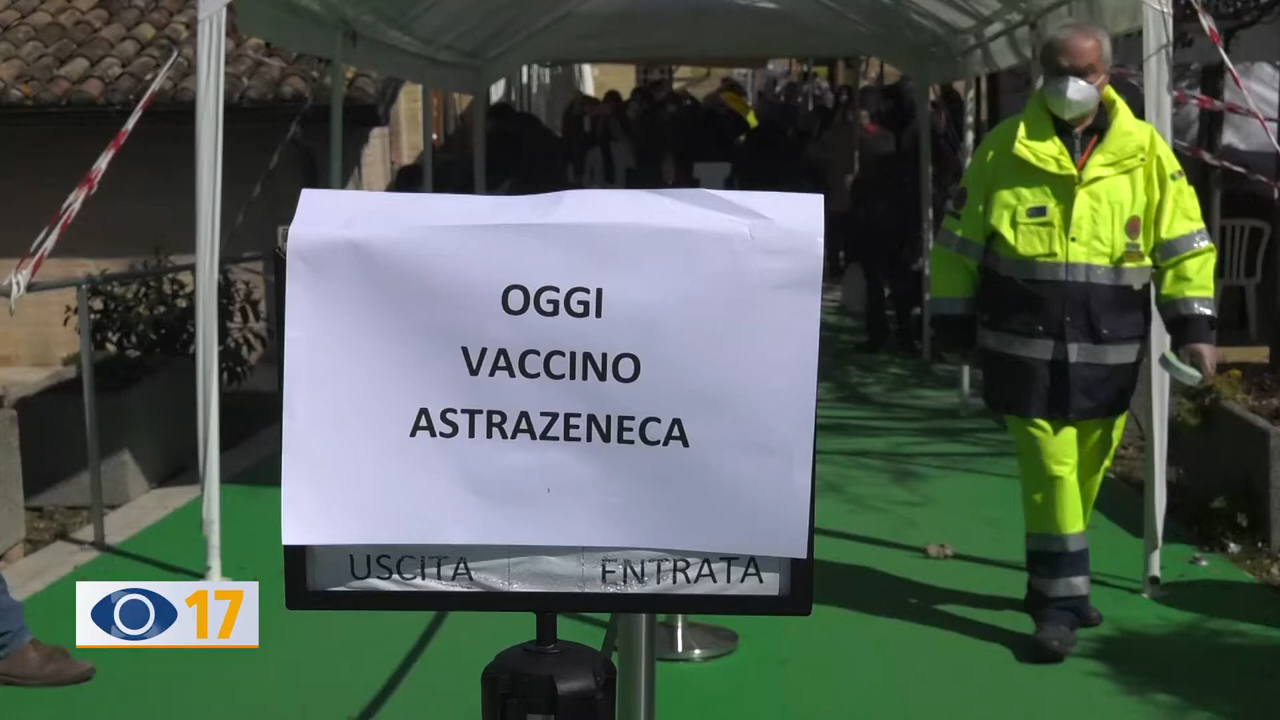 OGGI
VACCINO
ASTRAZENECA
USCITA ENTRATA
17